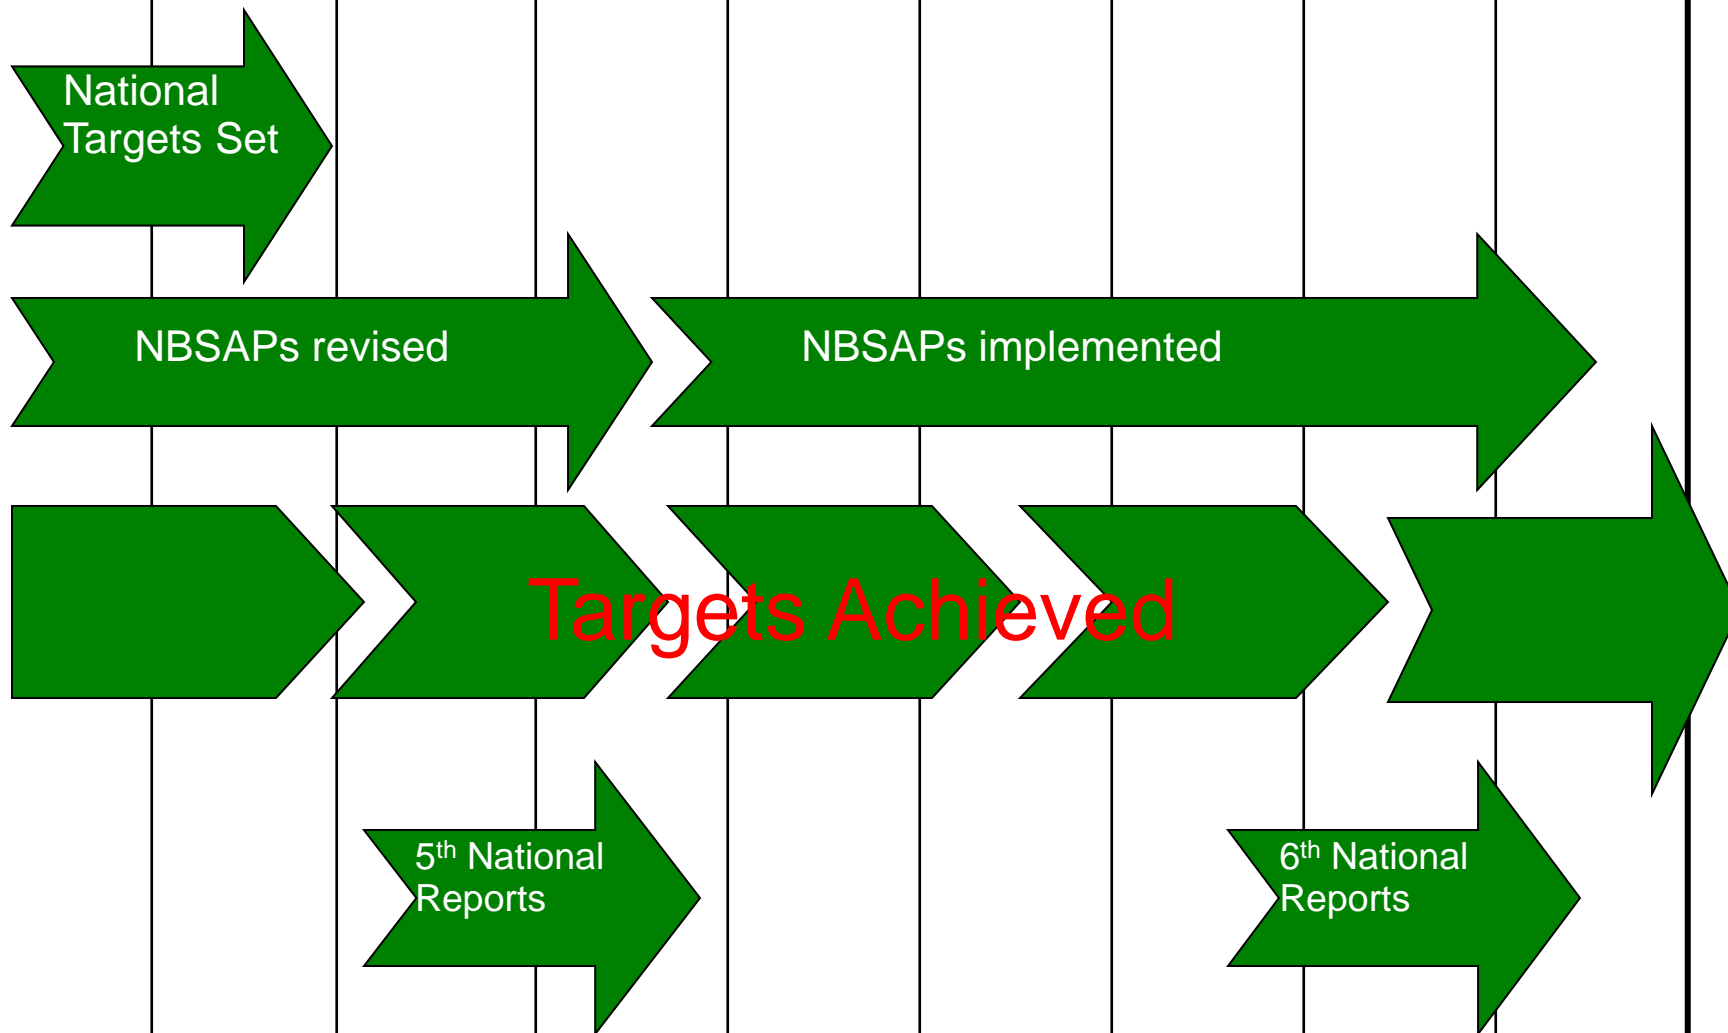 National
Targets Set
NBSAPs revised
NBSAPs implemented
Targets Achieved
5th National
Reports
6th National
Reports